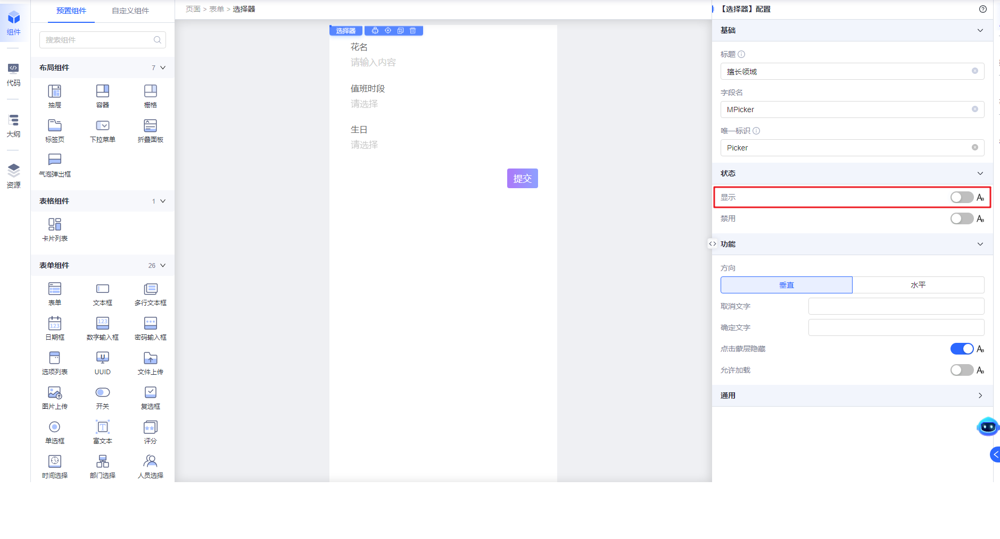 组件
代码
大纲
资源
预置组件
自定义组件
搜索组件
布局组件
7
抽屉
容器
栅格
标签页
下拉菜单
折叠面板
气泡弹出框
表格组件
1
卡片列表
表单组件
26
表单
文本框
多行文本框
日期框
数字输入框
密码输入框
选项列表
UUID
文件上传
图片上传
开关
复选框
单选框
富文本
评分
时间选择
部门选择
人员选择
页面 > 表单 > 选择器
选择器
花名
请输入内容
值班时段
请选择
生日
请选择
提交
【选择器】配置
基础
标题
擅长领域
字段名
MPicker
唯一标识
Picker
状态
显示
禁用
功能
方向
垂直
水平
取消文字
确定文字
点击蒙层隐藏
允许加载
通用